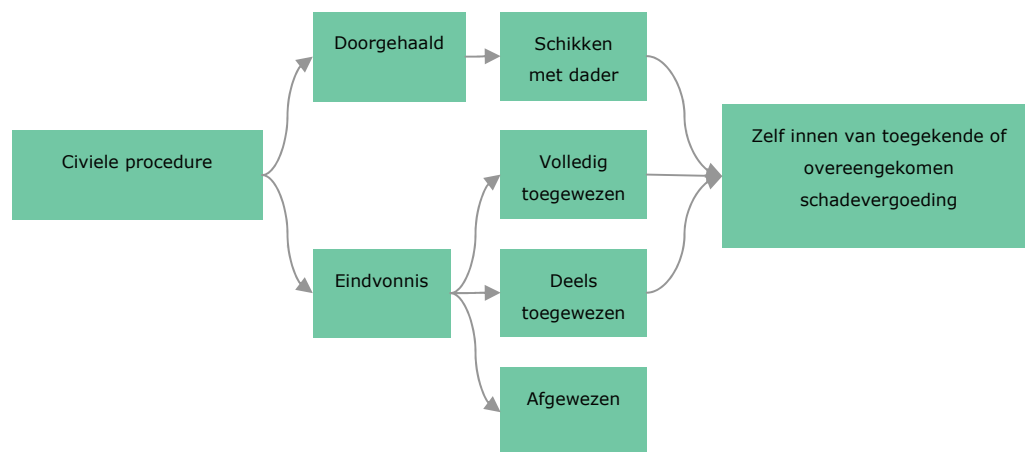 Doorgehaald
Schikken
met dader
Civiele procedure
Volledig
toegewezen
Zelf innen van toegekende of
overeengekomen
schadevergoeding
Eindvonnis
Deels
toegewezen
Afgewezen